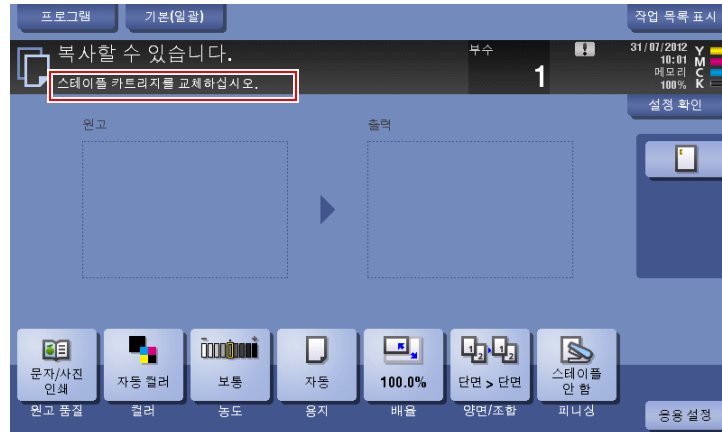 프로그램
기본(일괄)
작업 목록 표시
복사할 수 있습니다.
스테이플 카트리지를 교체하십시오.
부수
1
31/07/2012
10:01
메모리
100%
Y
M
C
K
설정 확인
원고
출력
문자/사진
인쇄
자동 컬러
보통
자동
100.0%
1 2 1 2
단면 > 단면
스테이플
안 함
원고 품질
컬러
농도
용지
배율
양면/조합
피니싱
응용 설정